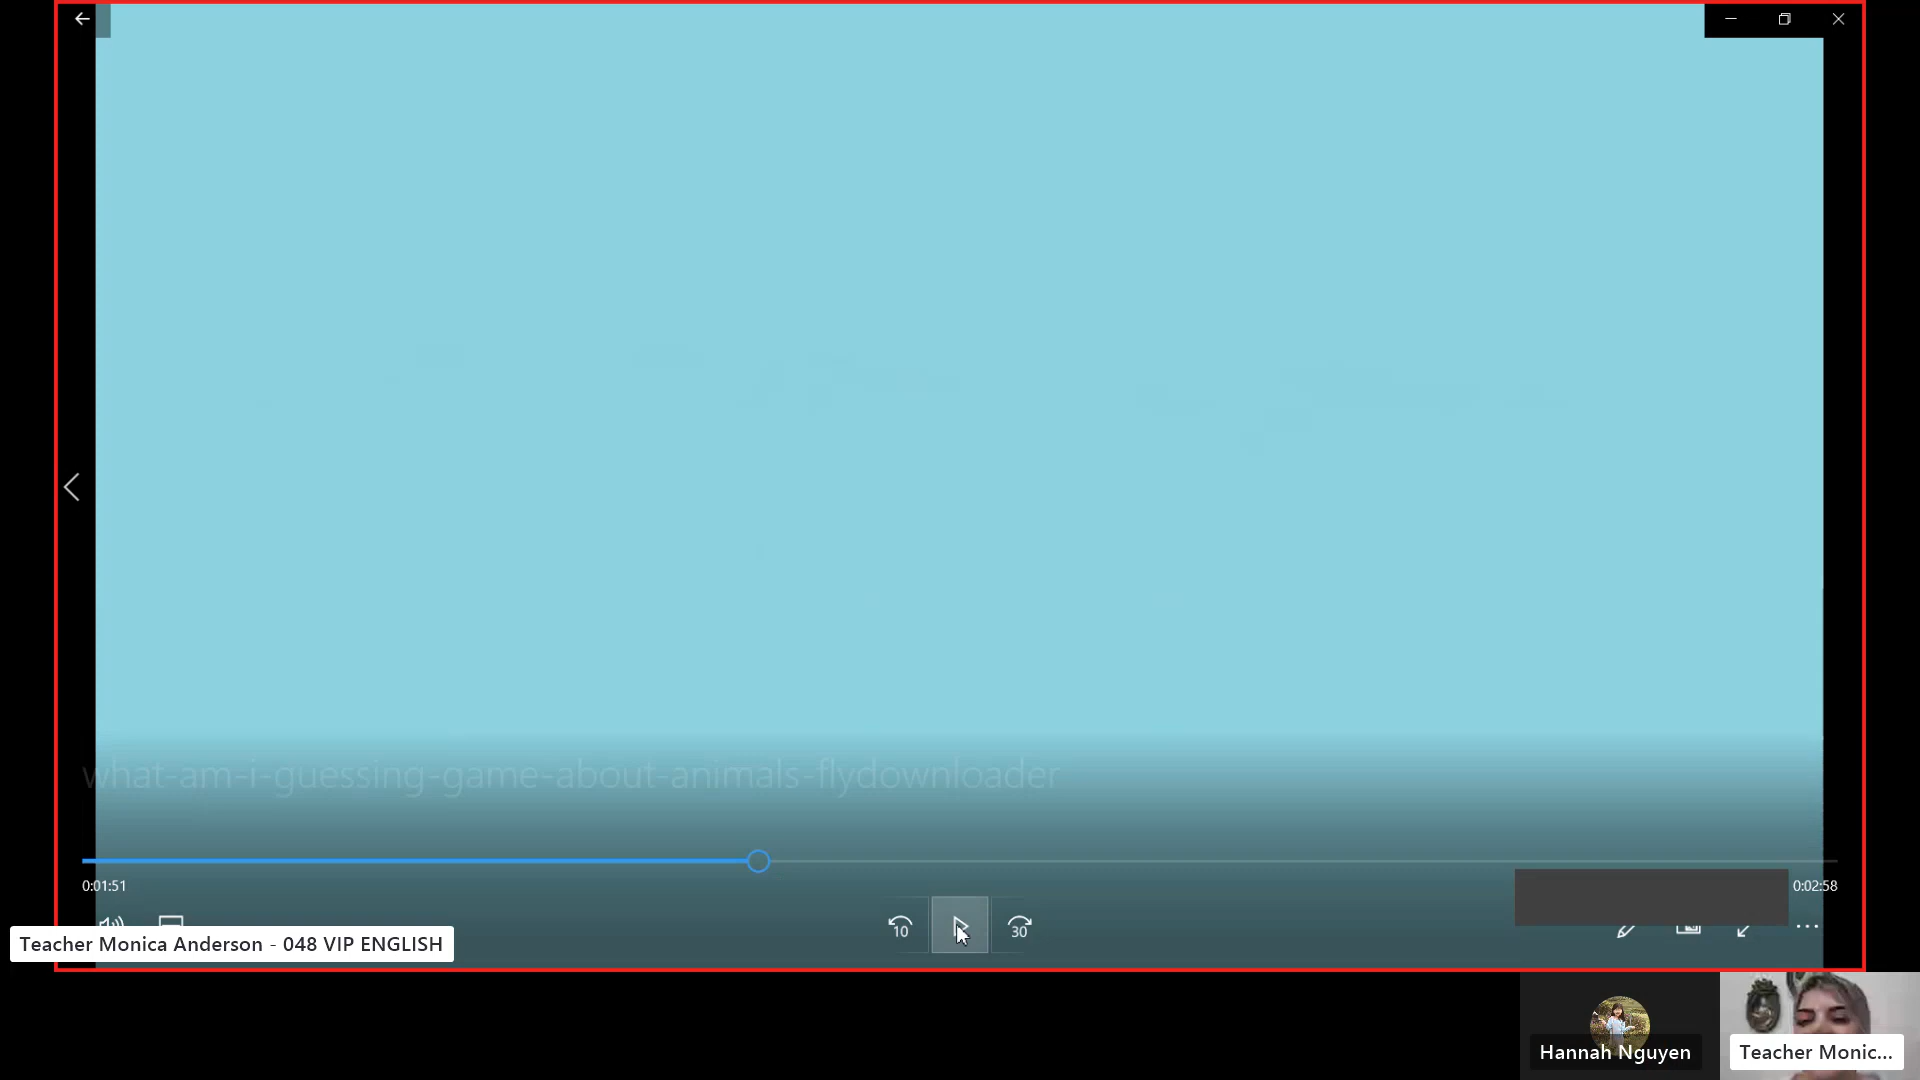 what-am-i-guessing-game-about-animals-flydownloader
0:01:51
0:02:58
10
30
Teacher Monica Anderson - 048 VIP ENGLISH
Hannah Nguyen
Teacher Monic...